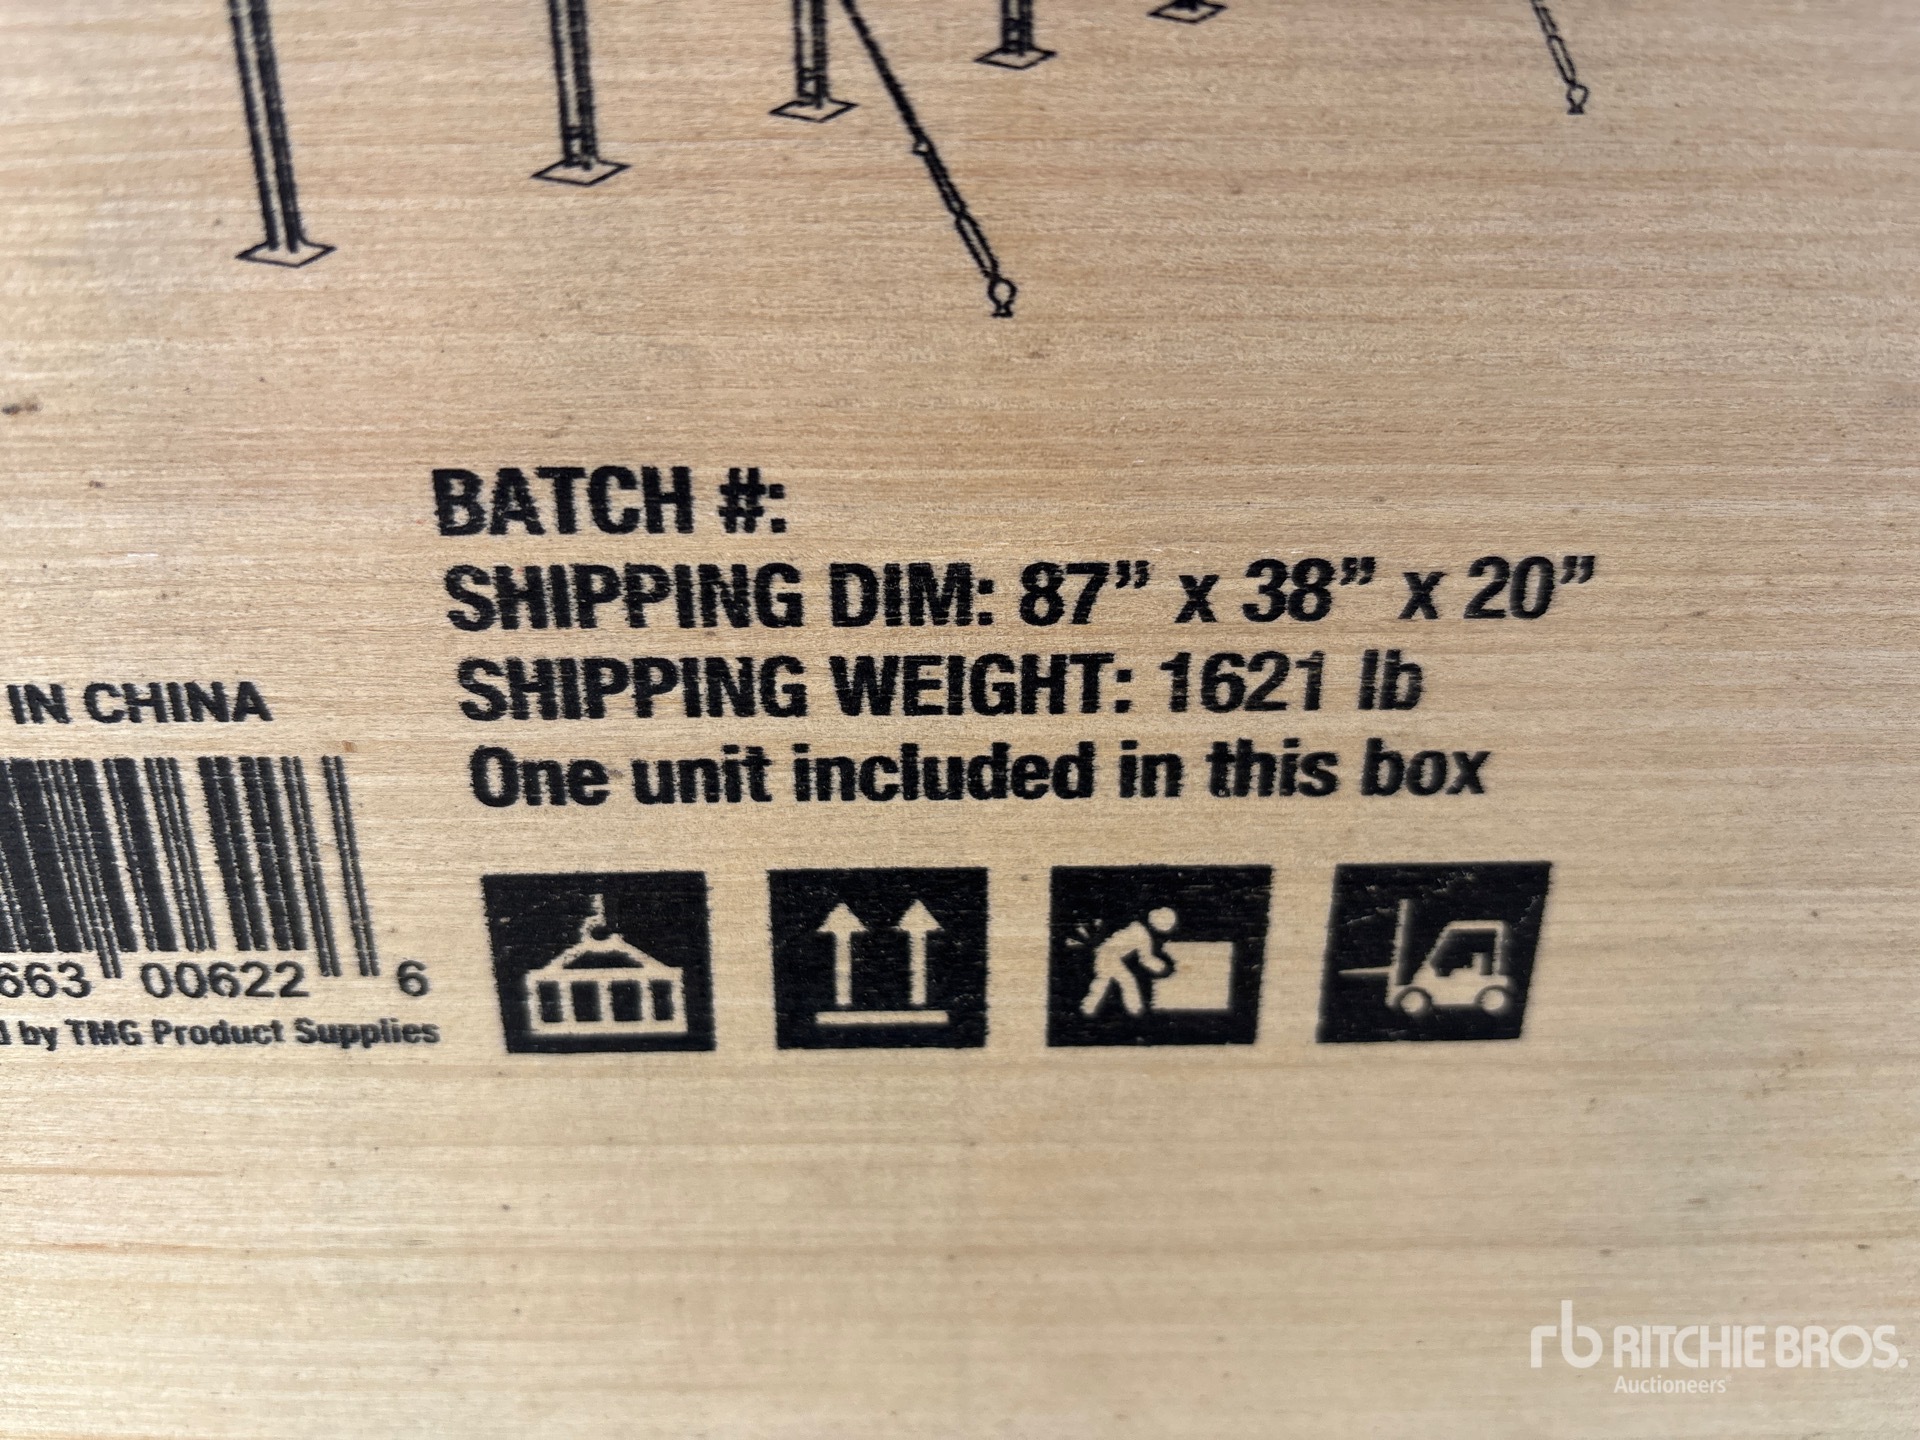 BATCH #:
SHIPPING DIM: 87” x 38” x 20”
SHIPPING WEIGHT: 1621 lb
One unit included in this box
IN CHINA
663 00622 6
by TMG Product Supplies
rb RITCHIE BROS.
Auctioneers